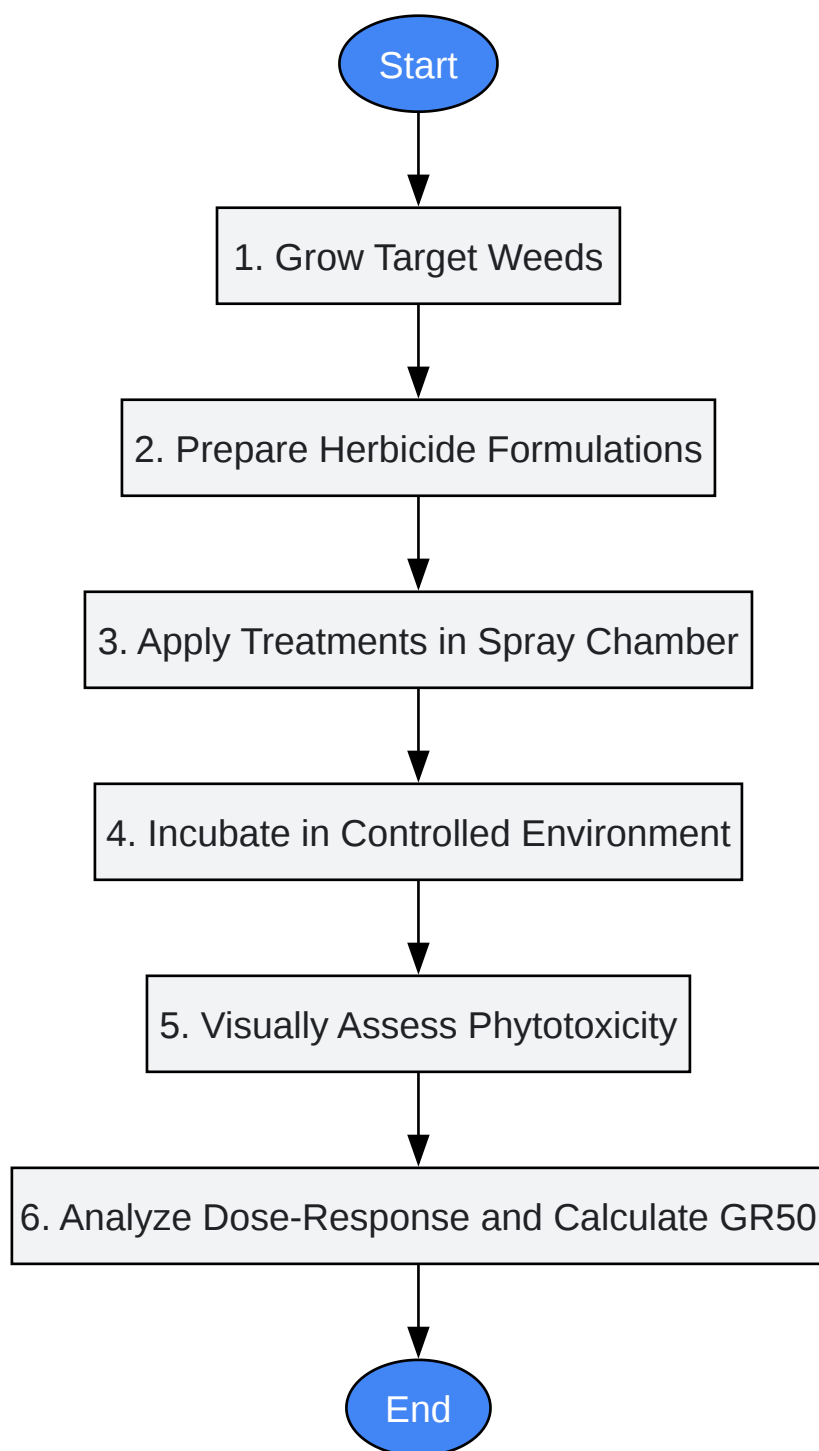 Start
1. Grow Target Weeds
2. Prepare Herbicide Formulations
3. Apply Treatments in Spray Chamber
4. Incubate in Controlled Environment
5. Visually Assess Phytotoxicity
6. Analyze Dose-Response and Calculate GR50
End